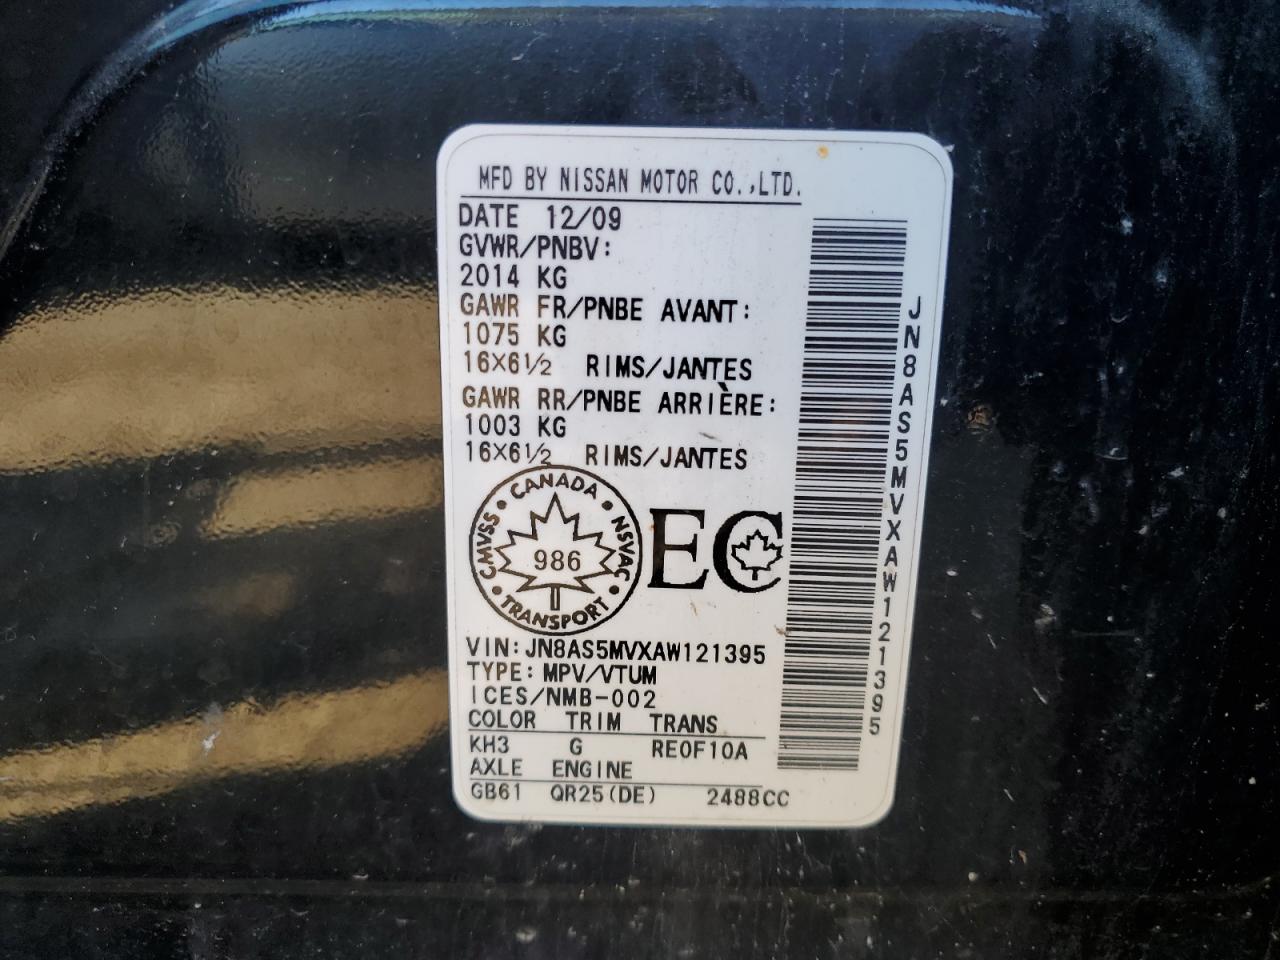 MFD BY NISSAN MOTOR CO.,LTD.
DATE 12/09
GVWR/PNBV:
2014 KG
GAWR FR/PNBE AVANT:
1075 KG
16×6½ RIMS/JANTES
GAWR RR/PNBE ARRIÈRE:
1003 KG
16×6½ RIMS/JANTES
CANADA • NSVAC • TRANSPORT • CMVSS •
986
EC
VIN:JN8AS5MVXAW121395
TYPE:MPV/VTUM
ICES/NMB-002
COLOR TRIM TRANS
KH3 G RE0F10A
AXLE ENGINE
GB61 QR25(DE) 2488CC
JN8AS5MVXAW121395